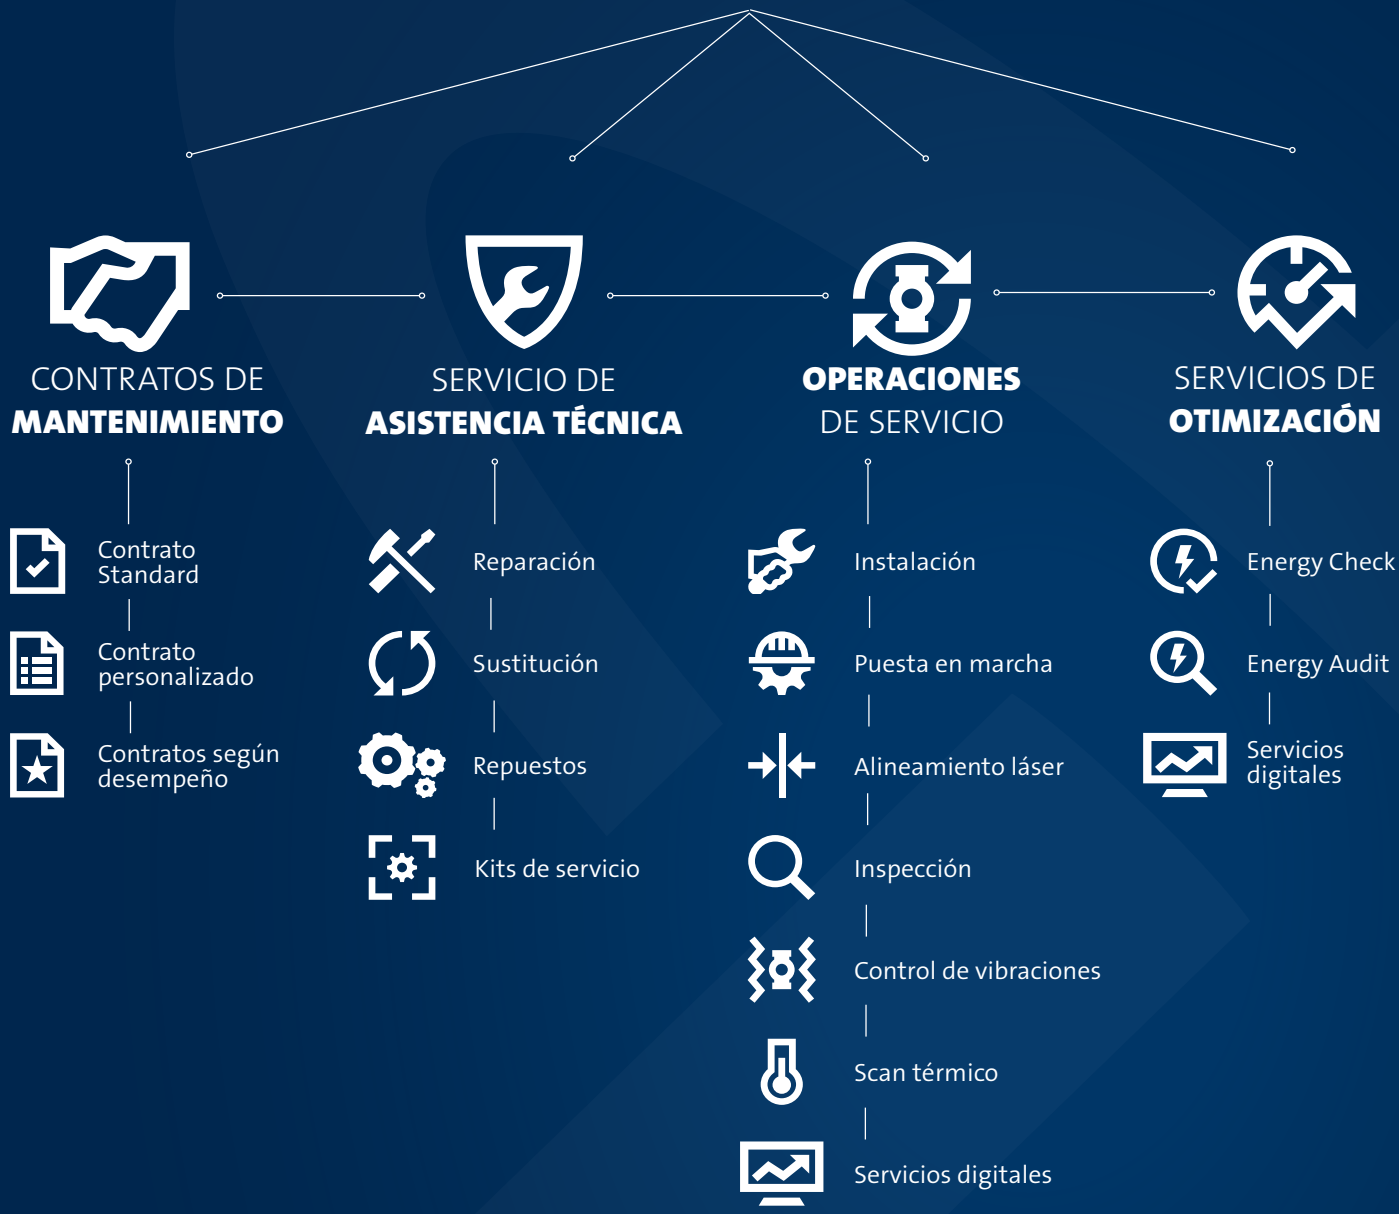 CONTRATOS DE
MANTENIMIENTO
Contrato
Standard
Contrato
personalizado
Contratos según
desempeño
SERVICIO DE
ASISTENCIA TÉCNICA
Reparación
Sustitución
Repuestos
Kits de servicio
OPERACIONES
DE SERVICIO
Instalación
Puesta en marcha
Alineamiento láser
Inspección
Control de vibraciones
Scan térmico
Servicios digitales
SERVICIOS DE
OTIMIZACIÓN
Energy Check
Energy Audit
Servicios
digitales